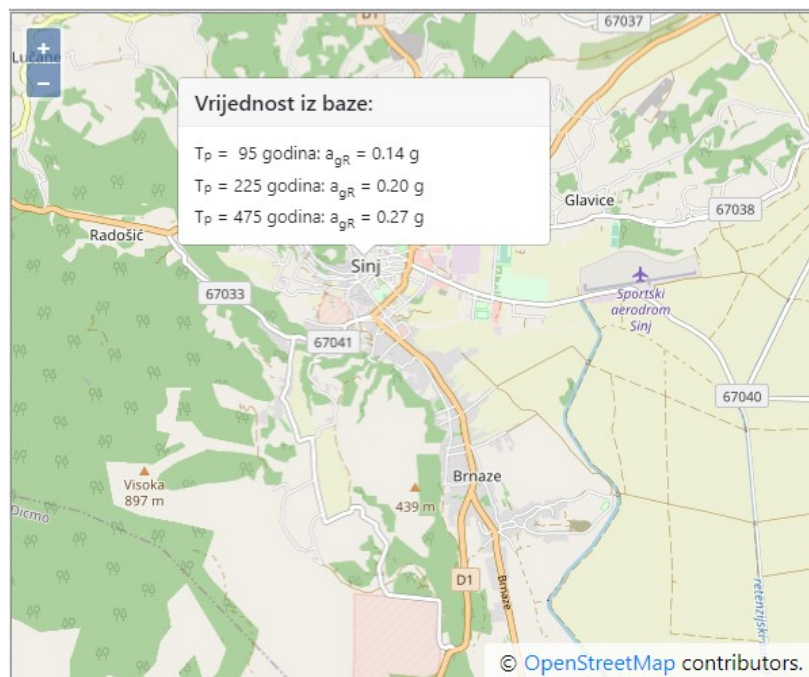 67037
D1
+
Lučane
−
Vrijednost iz baze:
Tp = 95 godina: agR = 0.14 g
Tp = 225 godina: agR = 0.20 g
Tp = 475 godina: agR = 0.27 g
Glavice
67038
Radošić
Sinj
67033
Sportski
aerodrom
Sinj
67041
67040
Brnaze
Visoka
897 m
439 m
Dicmo
D1
Brnaze
retenzijski
© OpenStreetMap contributors.